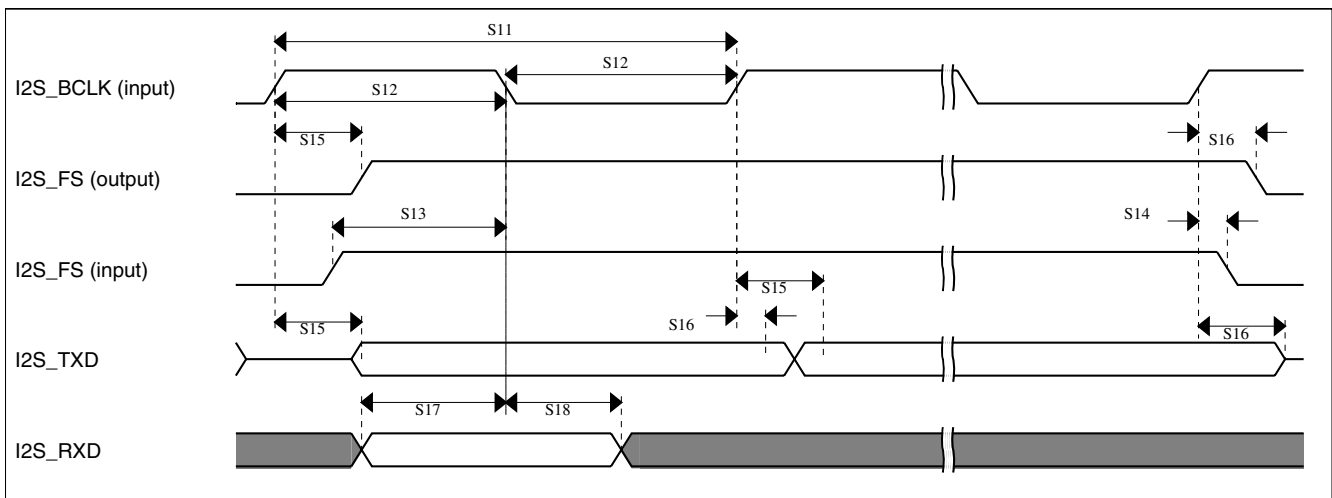 S11
I2S_BCLK (input)
S12
S12
S15
S16
I2S_FS (output)
S13
S14
I2S_FS (input)
S15
S15
S16
S16
I2S_TXD
S17
S18
I2S_RXD